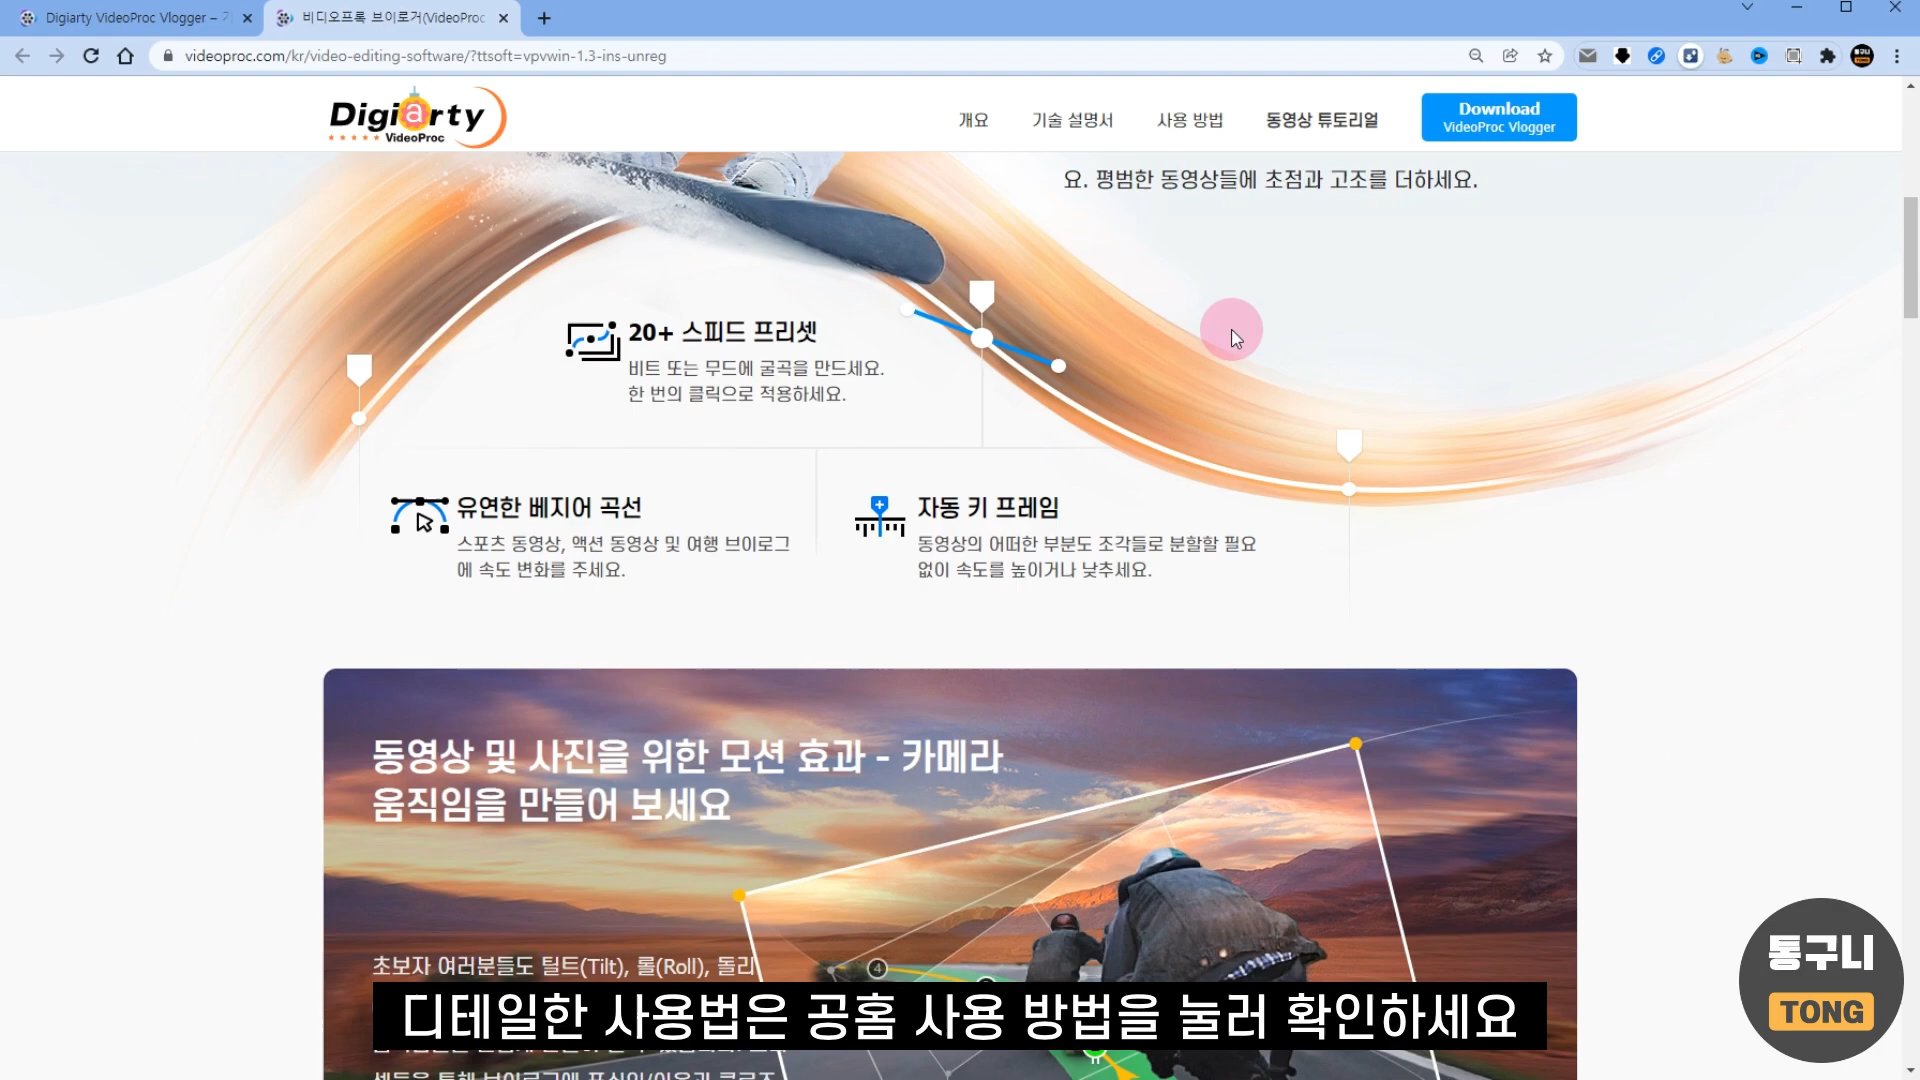 Digiarty VideoProc Vlogger –
비디오프록 브이로거(VideoProc
videoproc.com/kr/video-editing-software/?ttsoft=vpvwin-1.3-ins-unreg
Digiarty
VideoProc
개요
기술 설명서
사용 방법
동영상 튜토리얼
Download
VideoProc Vlogger
요. 평범한 동영상들에 초점과 고조를 더하세요.
20+ 스피드 프리셋
비트 또는 무드에 굴곡을 만드세요.
한 번의 클릭으로 적용하세요.
유연한 베지어 곡선
스포츠 동영상, 액션 동영상 및 여행 브이로그
에 속도 변화를 주세요.
자동 키 프레임
동영상의 어떠한 부분도 조각들로 분할할 필요
없이 속도를 높이거나 낮추세요.
동영상 및 사진을 위한 모션 효과 - 카메라
움직임을 만들어 보세요
초보자 여러분들도 틸트(Tilt), 롤(Roll), 돌리
4
디테일한 사용법은 공홈 사용 방법을 눌러 확인하세요
통구니
TONG